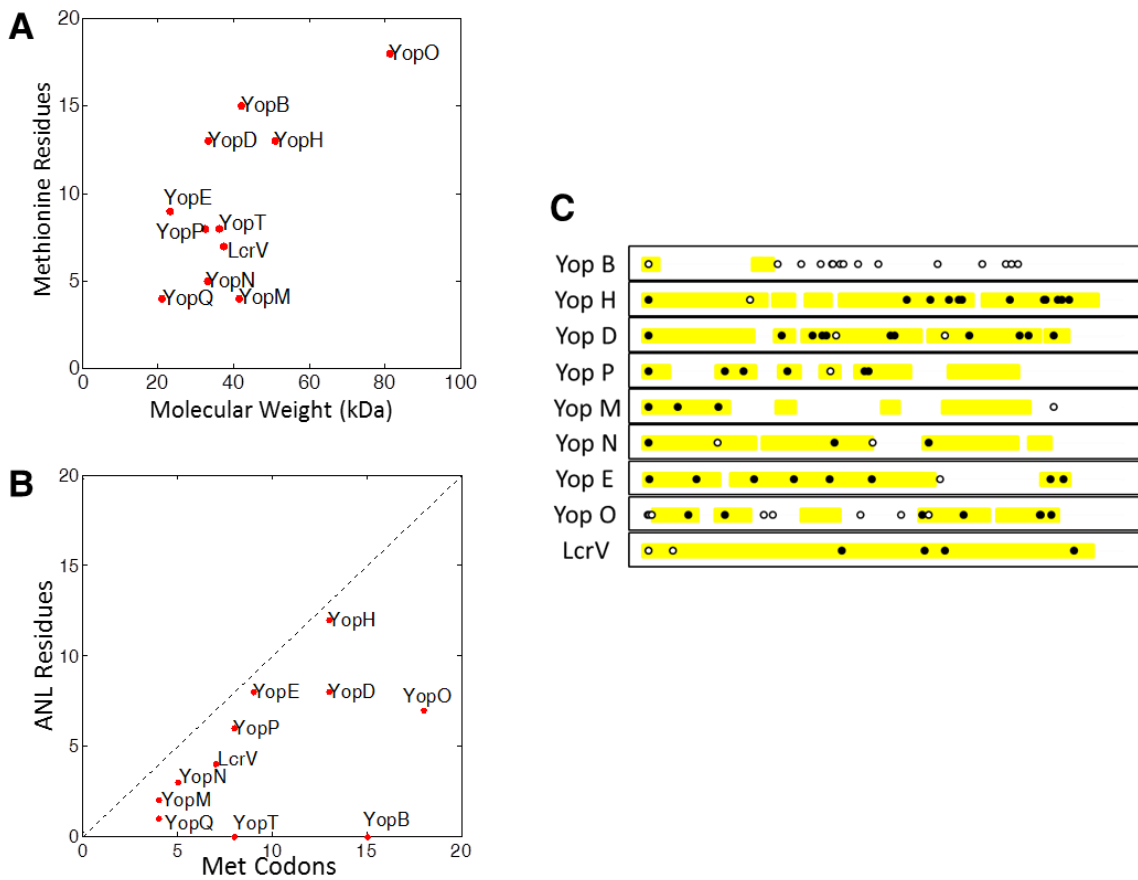 A
20
15
10
5
0
Methionine Residues
YopO
YopB
YopD
YopH
YopE
YopP
YopT
LcrV
YopN
YopQ
YopM
0
20
40
60
80
100
Molecular Weight (kDa)
B
20
15
10
5
0
ANL Residues
YopH
YopE
YopD
YopO
YopP
LcrV
YopN
YopM
YopQ
YopT
YopB
0
5
10
15
20
Met Codons
C
Yop B
Yop H
Yop D
Yop P
Yop M
Yop N
Yop E
Yop O
LcrV